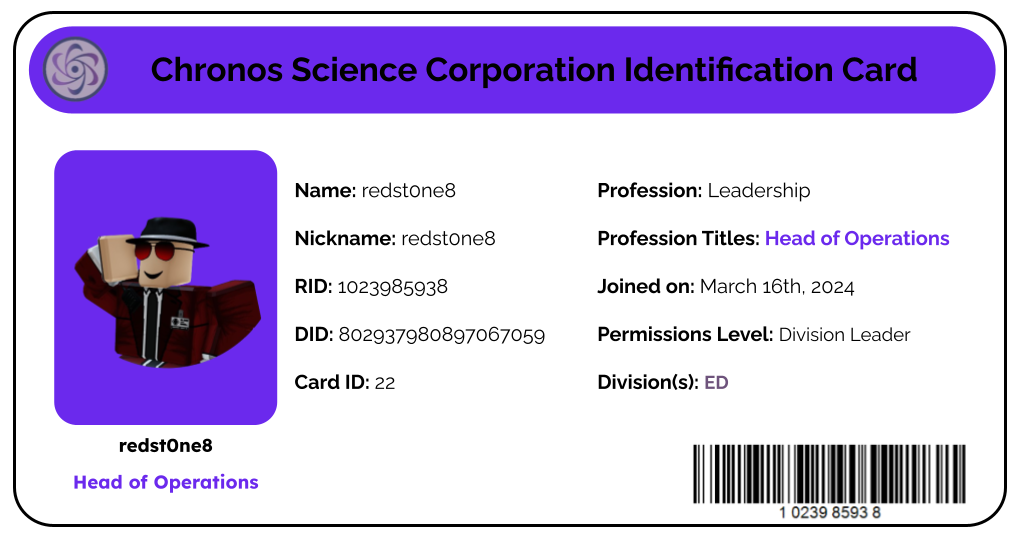 Chronos Science Corporation Identification Card
Name: redst0ne8
Nickname: redst0ne8
RID: 1023985938
DID: 802937980897067059
Card ID: 22
Profession: Leadership
Profession Titles: Head of Operations
Joined on: March 16th, 2024
Permissions Level: Division Leader
Division(s): ED
redst0ne8
Head of Operations
1 0239 8593 8